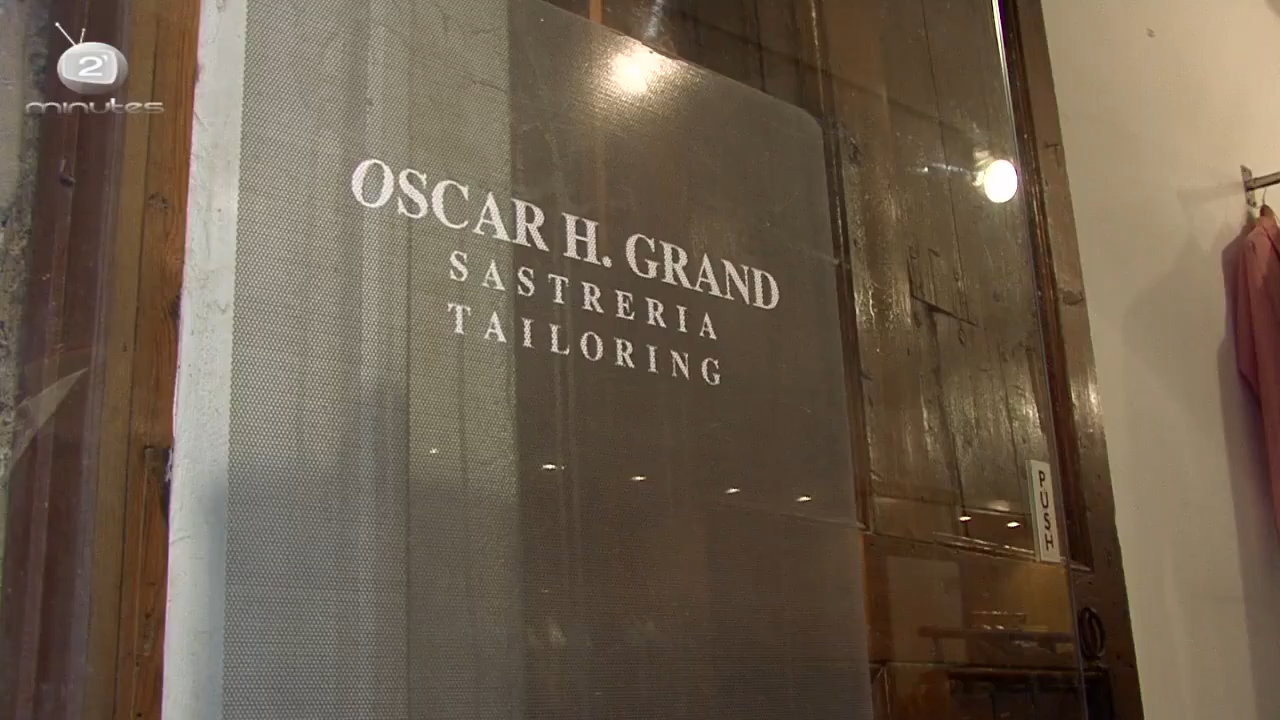 2'
minutes
OSCAR H. GRAND
SASTRERIA
TAILORING
PUSH